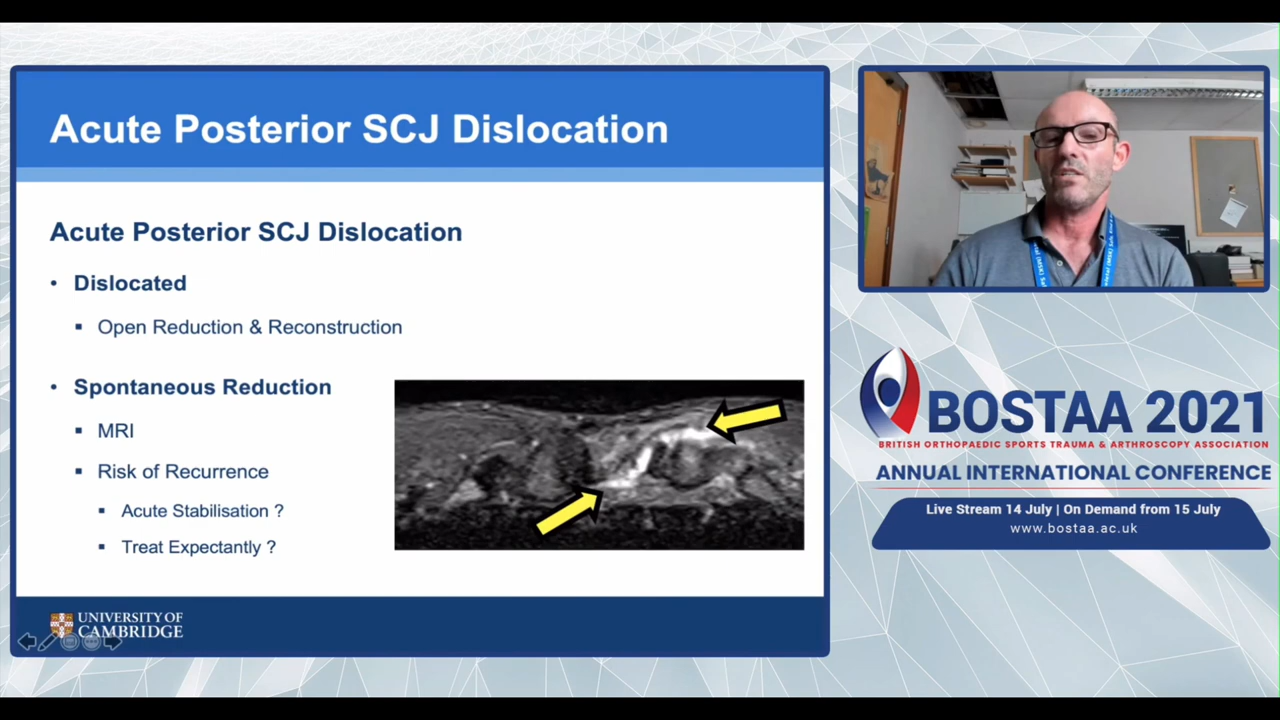 Acute Posterior SCJ Dislocation
Acute Posterior SCJ Dislocation
• Dislocated
▪ Open Reduction & Reconstruction
• Spontaneous Reduction
▪ MRI
▪ Risk of Recurrence
▪ Acute Stabilisation ?
▪ Treat Expectantly ?
UNIVERSITY OF
CAMBRIDGE
BOSTAA 2021
BRITISH ORTHOPAEDIC SPORTS TRAUMA & ARTHROSCOPY ASSOCIATION
ANNUAL INTERNATIONAL CONFERENCE
Live Stream 14 July | On Demand from 15 July
www.bostaa.ac.uk